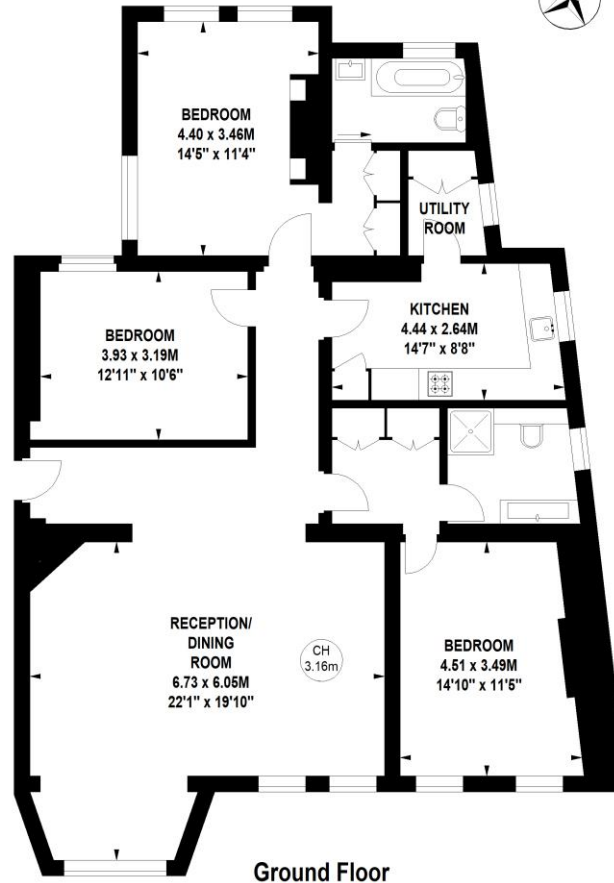 BEDROOM
4.40 x 3.46M
14'5" x 11'4"
UTILITY
ROOM
BEDROOM
3.93 x 3.19M
12'11" x 10'6"
KITCHEN
4.44 x 2.64M
14'7" x 8'8"
RECEPTION/
DINING
ROOM
6.73 x 6.05M
22'1" x 19'10"
CH
3.16m
BEDROOM
4.51 x 3.49M
14'10" x 11'5"
Ground Floor